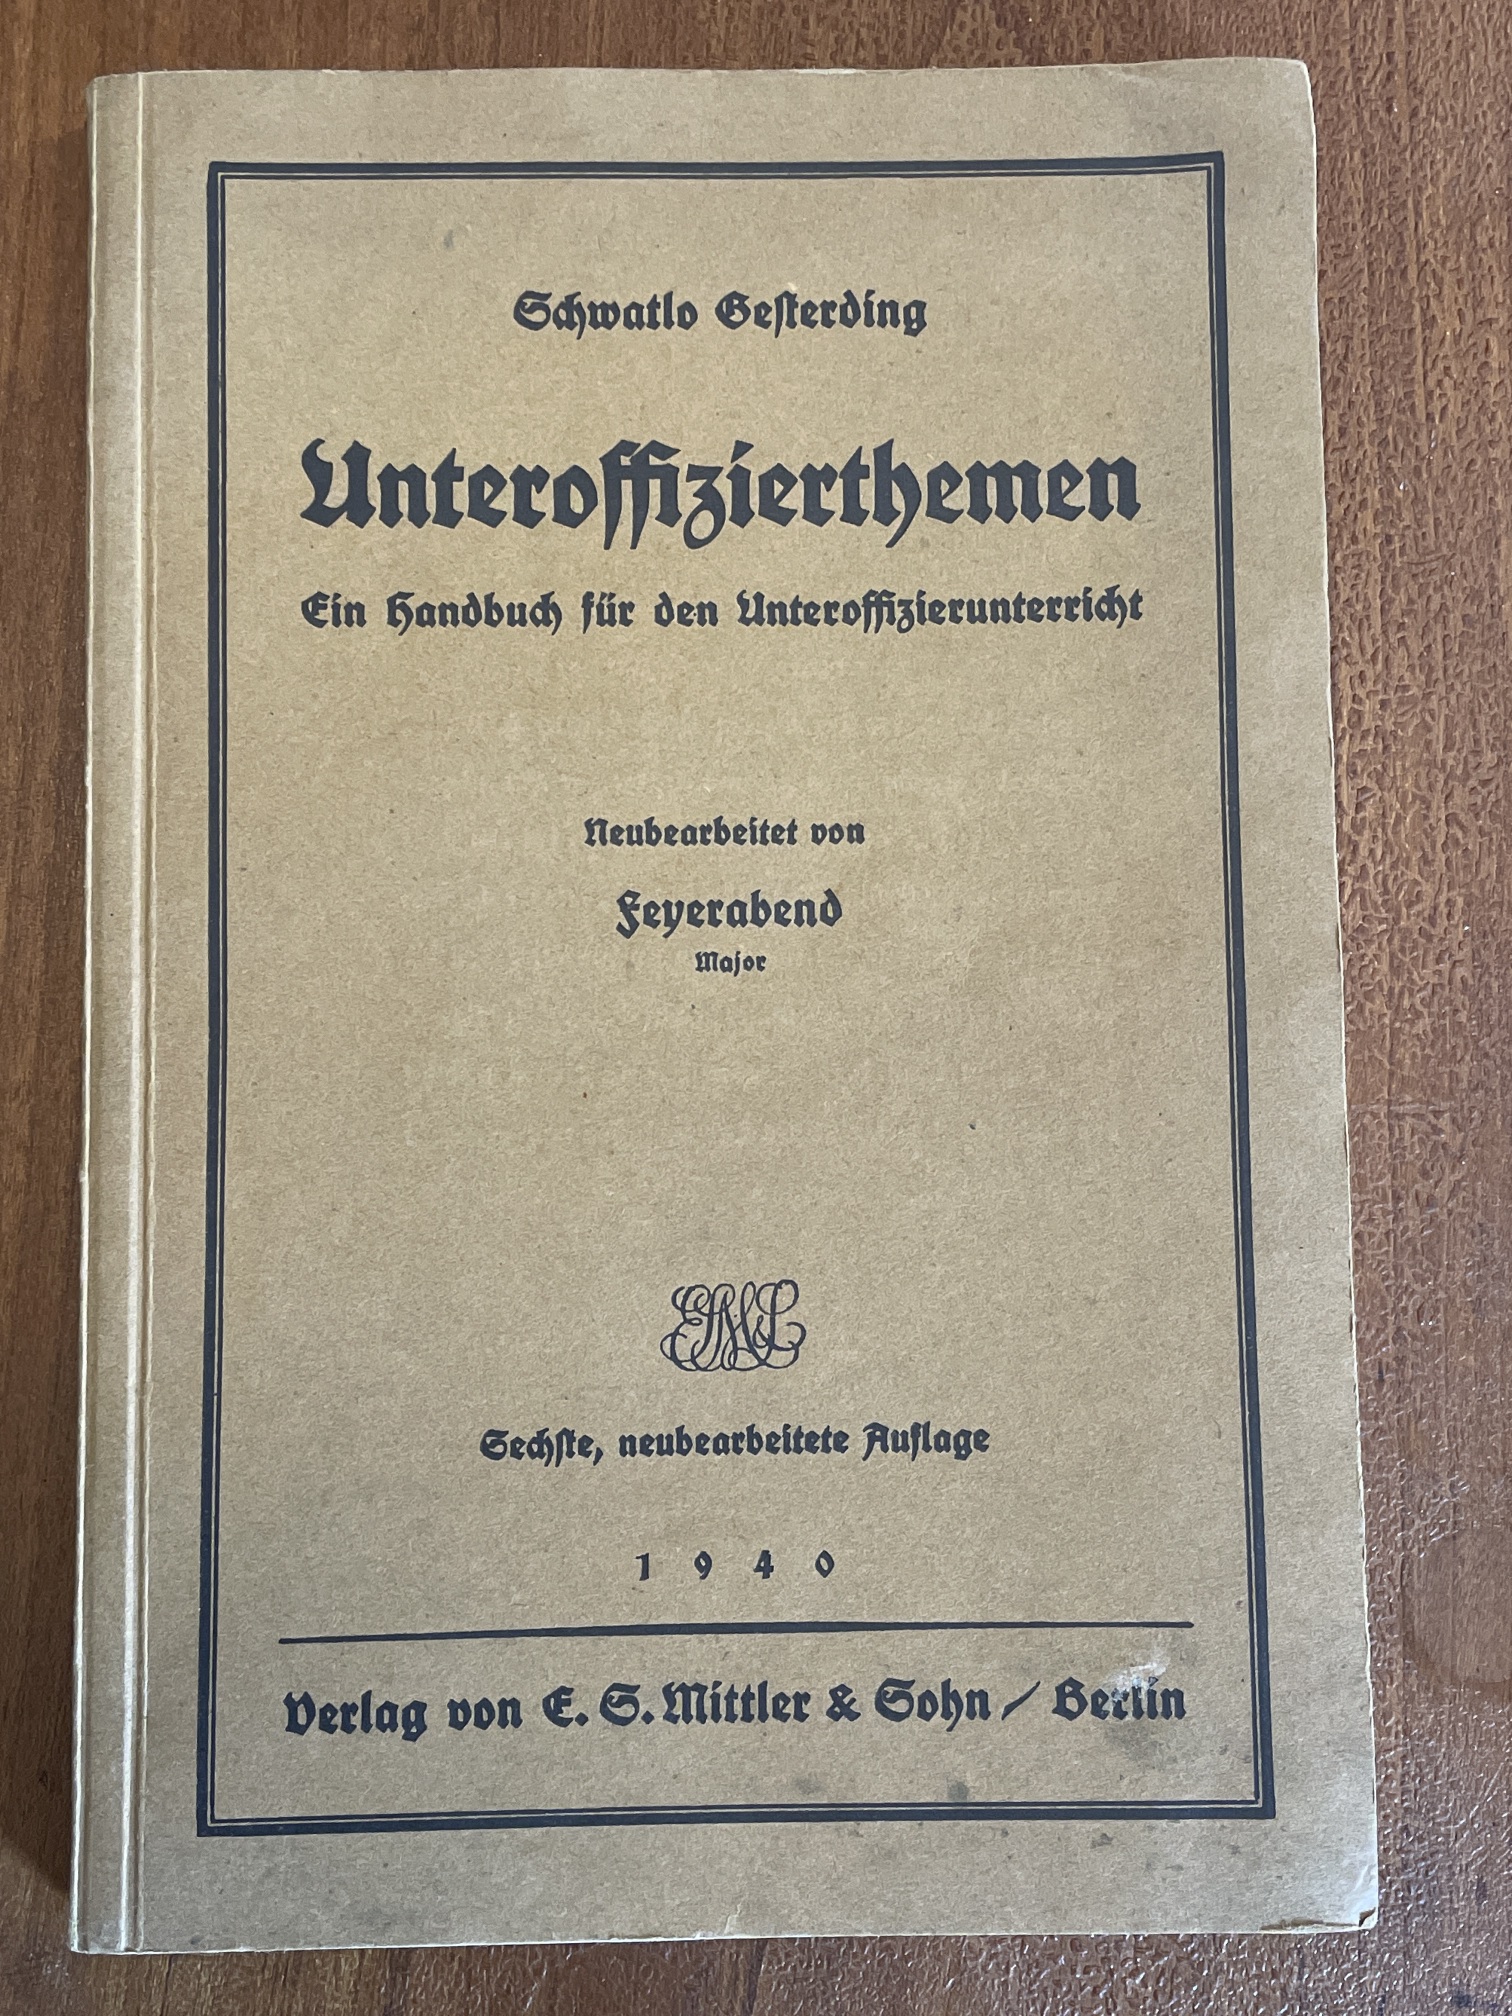 Schwatlo Gesterding
Unteroffizierthemen
Ein Handbuch für den Unteroffizierunterricht
Neubearbeitet von
Feyerabend
Major
Sechste, neubearbeitete Auflage
1940
Verlag von E. S. Mittler & Sohn / Berlin